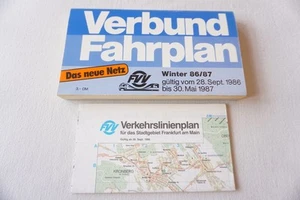 Verbund
Fahrplan
Das neue Netz
FVV
Winter 86/87
gültig vom 28. Sept. 1986
bis 30. Mai 1987
FVV
Verkehrslinienplan
für das Stadtgebiet Frankfurt am Main